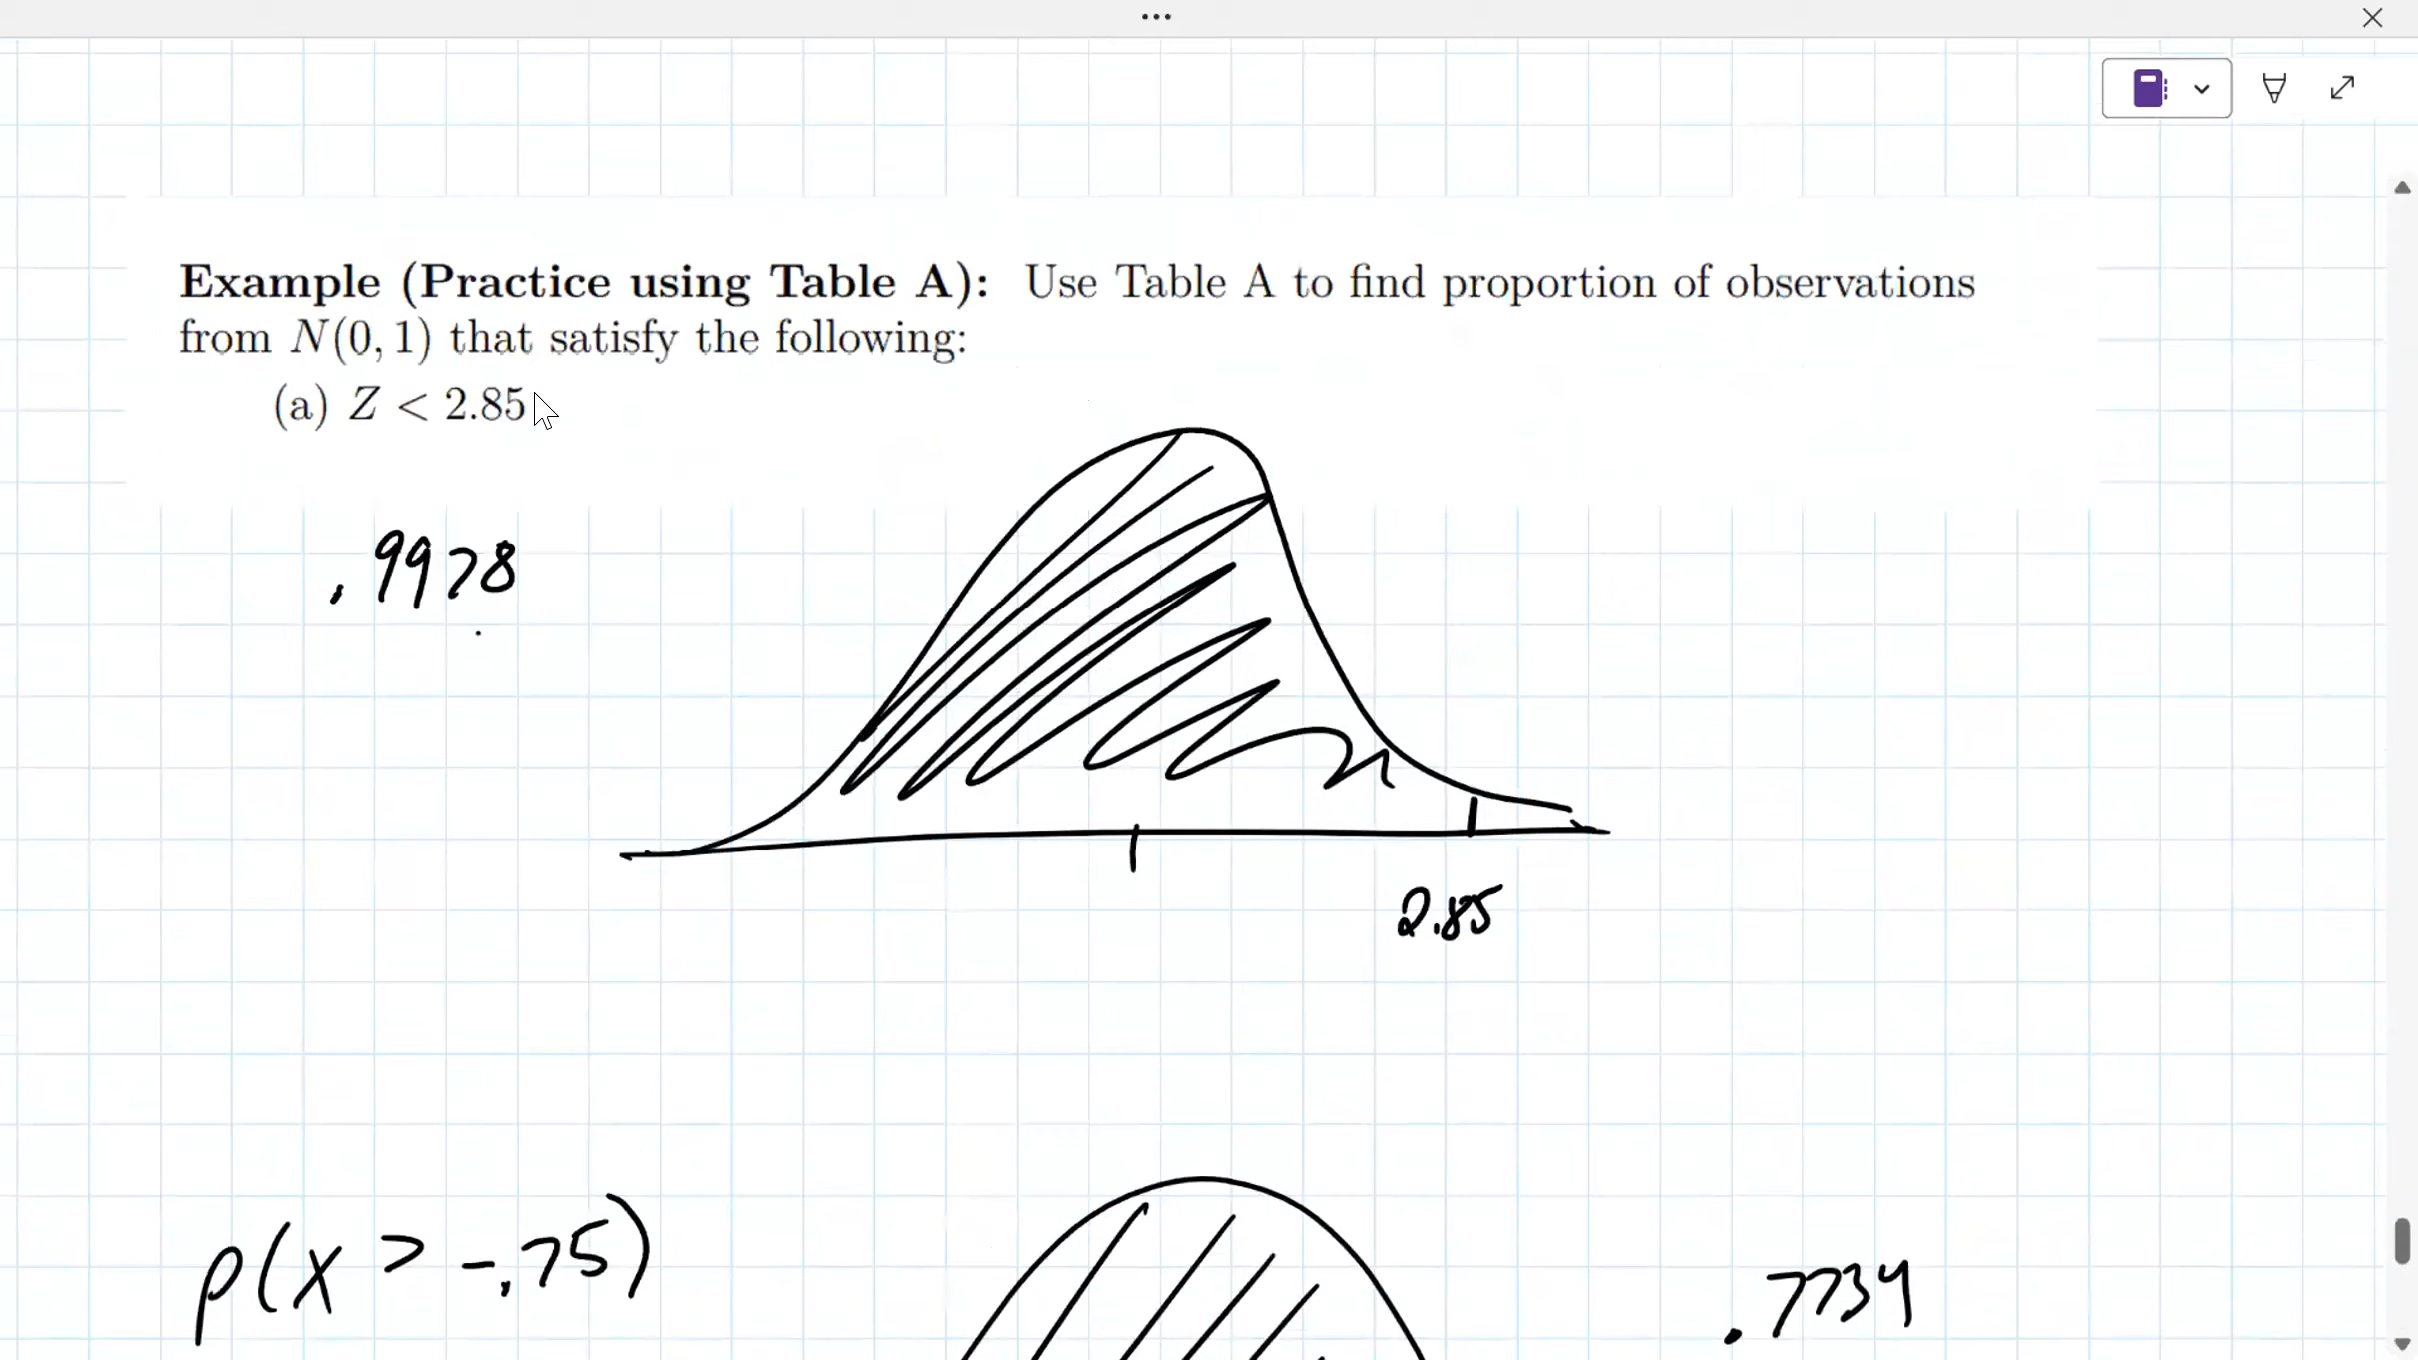 Example (Practice using Table A): Use Table A to find proportion of observations
from N(0, 1) that satisfy the following:
(a) Z < 2.85
.9978
2.85
p(x > -.75)
.7734